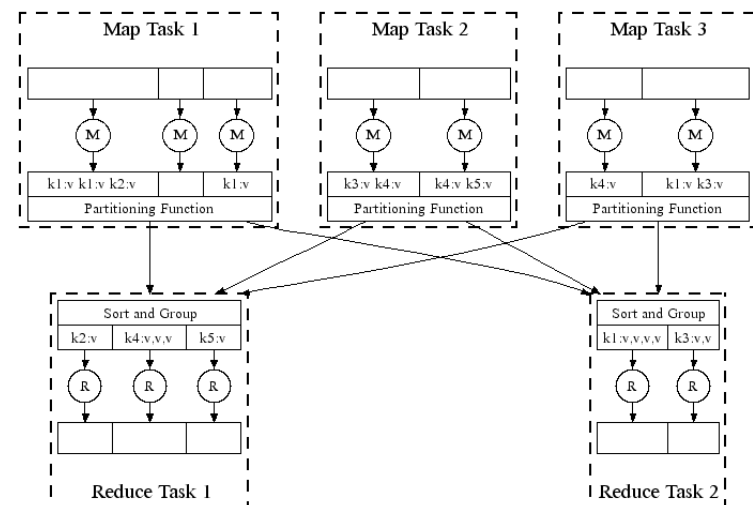 Map Task 1
M M M
k1:v k1:v k2:v k1:v
Partitioning Function
Map Task 2
M M
k3:v k4:v k4:v k5:v
Partitioning Function
Map Task 3
M M
k4:v k1:v k3:v
Partitioning Function
Sort and Group
k2:v k4:v,v,v k5:v
R R R
Reduce Task 1
Sort and Group
k1:v,v,v,v k3:v,v
R R
Reduce Task 2